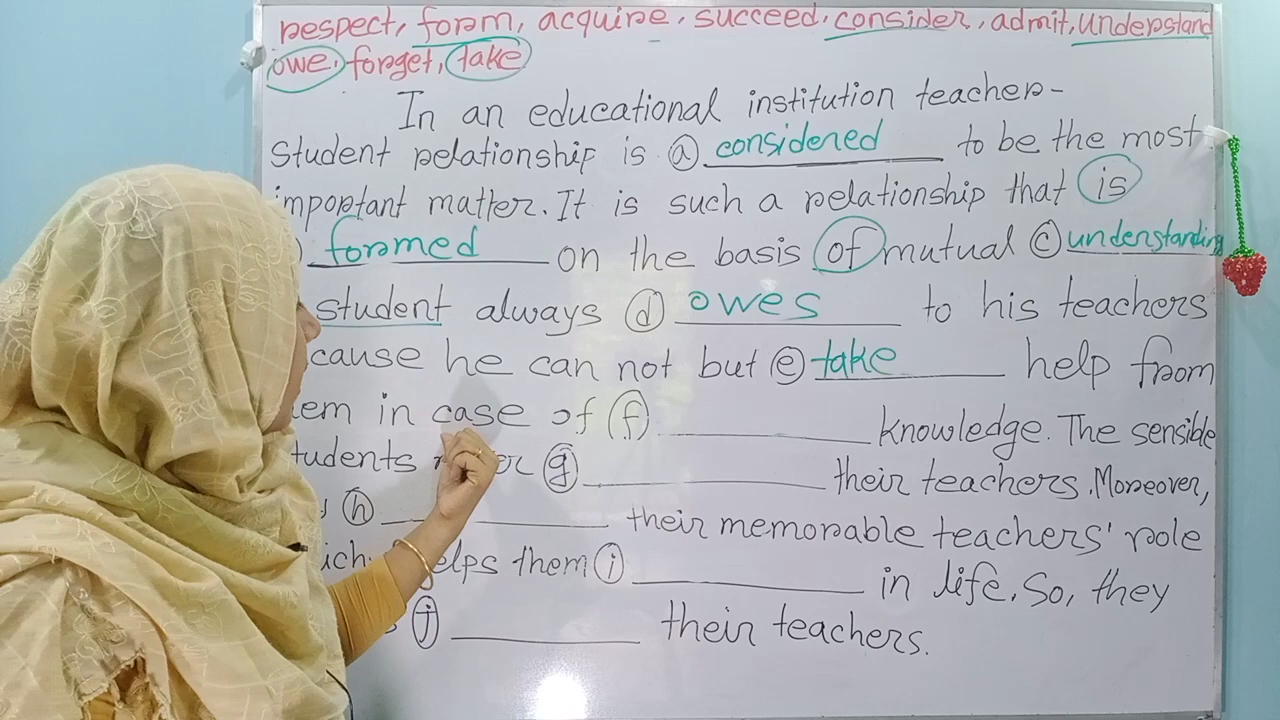 respect, form, acquire, succeed, consider, admit, understand
owe, forget, take
In an educational institution teacher-
student relationship is ⓐ considered to be the most
important matter. It is such a relationship that is
formed on the basis of mutual ⓒ understanding
student always ⓓ owes to his teachers
cause he can not but ⓔ take help from
em in case of ⓕ knowledge. The sensible
tudents ⓖ their teachers. Moreover,
ⓗ their memorable teachers' role
elps them ⓘ in life. So, they
ⓙ their teachers.